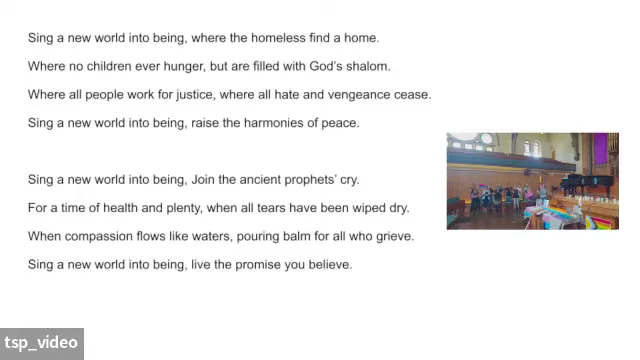 Sing a new world into being, where the homeless find a home.
Where no children ever hunger, but are filled with God's shalom.
Where all people work for justice, where all hate and vengeance cease.
Sing a new world into being, raise the harmonies of peace.
Sing a new world into being, Join the ancient prophets' cry.
For a time of health and plenty, when all tears have been wiped dry.
When compassion flows like waters, pouring balm for all who grieve.
Sing a new world into being, live the promise you believe.
tsp_video